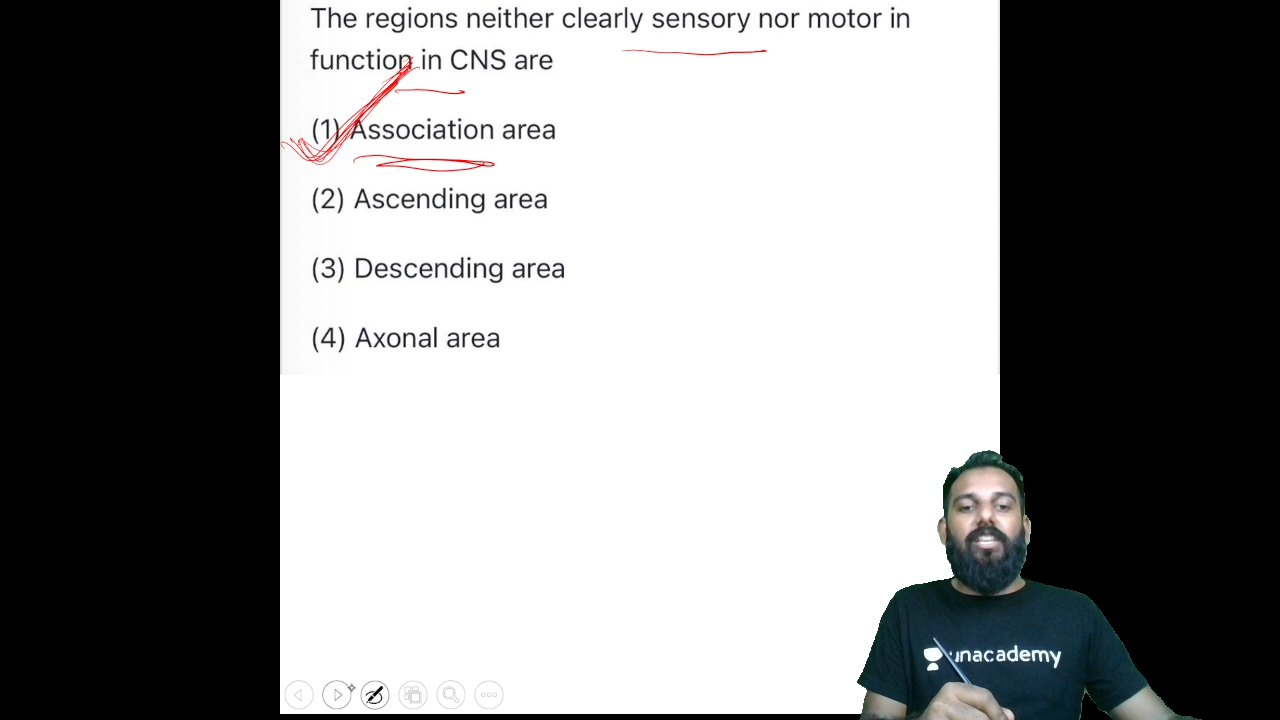 The regions neither clearly sensory nor motor in
function in CNS are
(1) Association area
(2) Ascending area
(3) Descending area
(4) Axonal area
unacademy